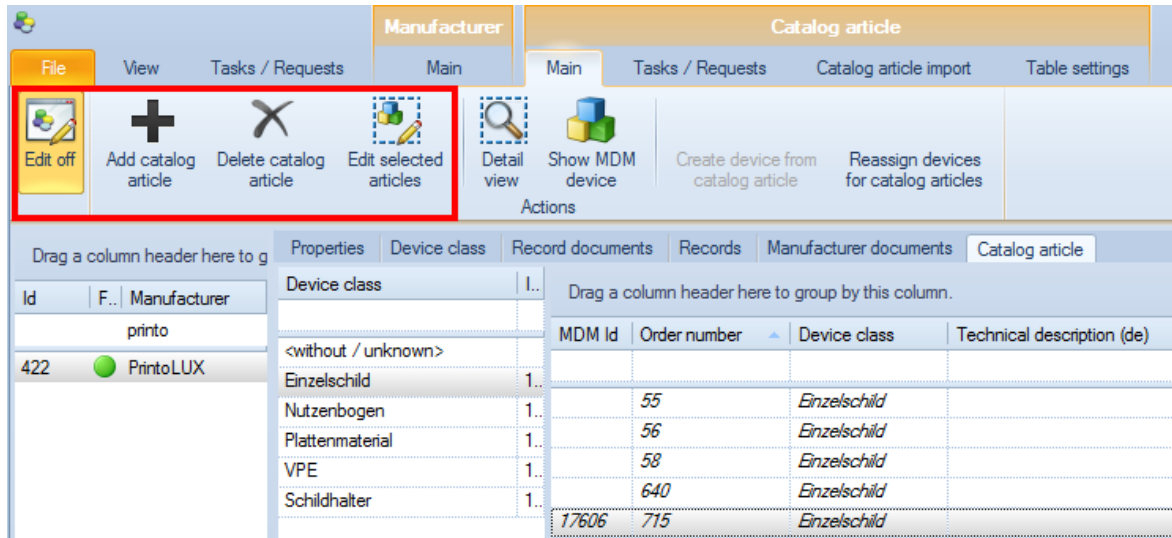 Manufacturer Catalog article
File View Tasks / Requests Main Main Tasks / Requests Catalog article import Table settings
Edit off Add catalog article Delete catalog article Edit selected articles Detail view Show MDM device Create device from catalog article Reassign devices for catalog articles
Actions
Properties Device class Record documents Records Manufacturer documents Catalog article
Drag a column header here to g
Id F.. Manufacturer
printo
422 PrintoLUX
Device class I..
<without / unknown>
Einzelschild 1..
Nutzenbogen 1..
Plattenmaterial 1..
VPE 1..
Schildhalter 1..
Drag a column header here to group by this column.
MDM Id Order number Device class Technical description (de)
55 Einzelschild
56 Einzelschild
58 Einzelschild
640 Einzelschild
17606 715 Einzelschild